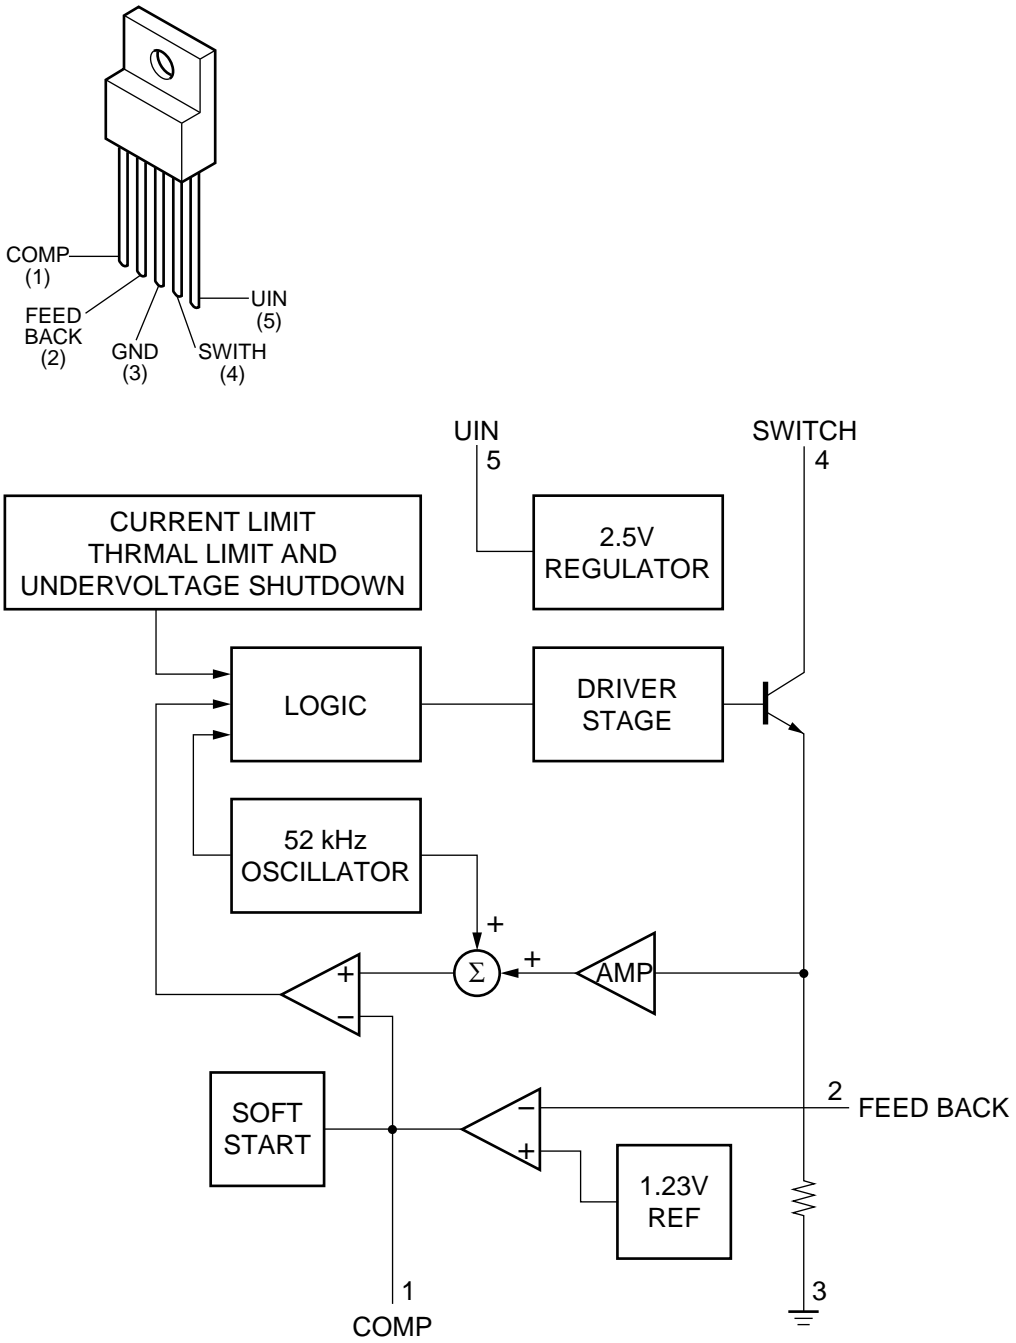 COMP
(1)
FEED
BACK
(2)
GND
(3)
SWITH
(4)
UIN
(5)
UIN
5
SWITCH
4
CURRENT LIMIT
THRMAL LIMIT AND
UNDERVOLTAGE SHUTDOWN
2.5V
REGULATOR
LOGIC
DRIVER
STAGE
52 kHz
OSCILLATOR
+
+
Σ
AMP
+
−
SOFT
START
−
+
2
FEED BACK
1.23V
REF
1
COMP
3